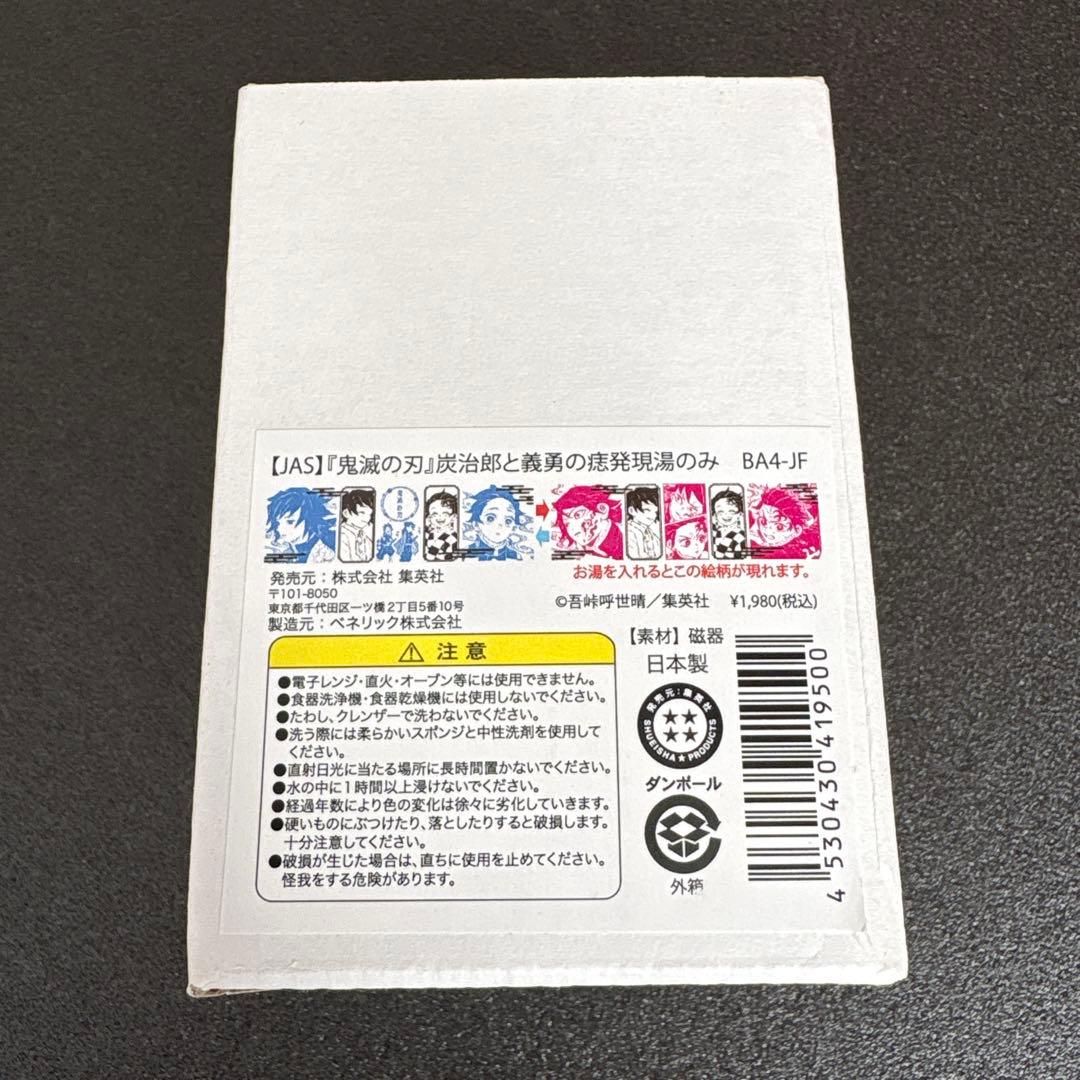 【JAS】『鬼滅の刃』炭治郎と義勇の痣発現湯のみ BA4-JF
鬼滅の刃
お湯を入れるとこの絵柄が現れます。
発売元：株式会社 集英社
〒101-8050
東京都千代田区一ツ橋2丁目5番10号
製造元：ベネリック株式会社
©吾峠呼世晴／集英社 ¥1,980(税込)
注意
●電子レンジ・直火・オーブン等には使用できません。
●食器洗浄機・食器乾燥機には使用しないでください。
●たわし、クレンザーで洗わないでください。
●洗う際には柔らかいスポンジと中性洗剤を使用して
ください。
●直射日光に当たる場所に長時間置かないでください。
●水の中に1時間以上浸けないでください。
●経過年数により色の変化は徐々に劣化していきます。
●硬いものにぶつけたり、落としたりすると破損します。
十分注意してください。
●破損が生じた場合は、直ちに使用を止めてください。
怪我をする危険があります。
【素材】磁器
日本製
発売元：集英社
SHUEISHA★PRODUCTS
ダンボール
外箱
4530430419500